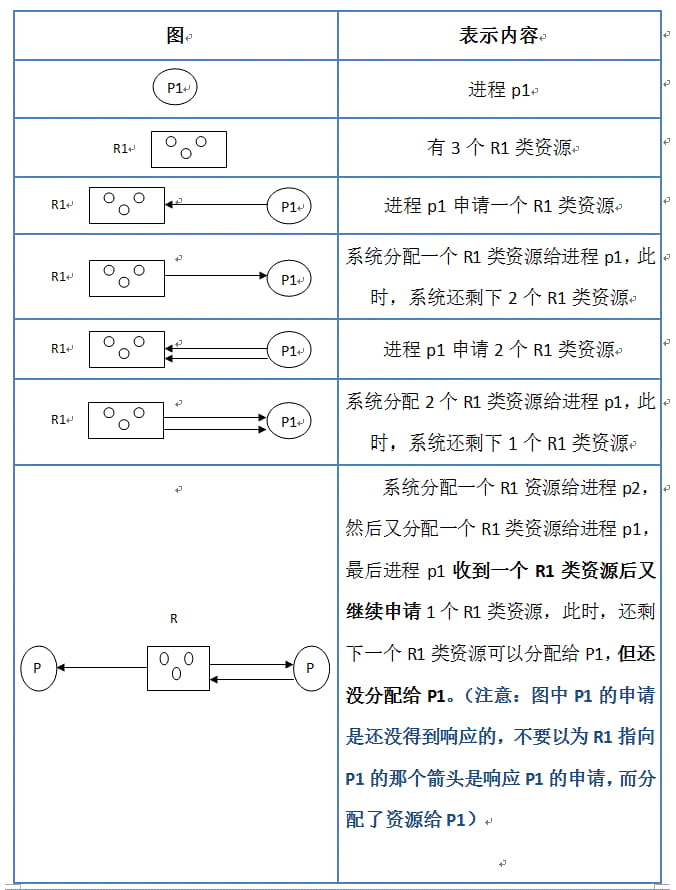 图
表示内容
P1
进程 p1
R1
有 3 个 R1 类资源
R1
P1
进程 p1 申请一个 R1 类资源
R1
P1
系统分配一个 R1 类资源给进程 p1，此
时，系统还剩下 2 个 R1 类资源
R1
P1
进程 p1 申请 2 个 R1 类资源
R1
P1
系统分配 2 个 R1 类资源给进程 p1，此
时，系统还剩下 1 个 R1 类资源
R
P
P
系统分配一个 R1 资源给进程 p2，
然后又分配一个 R1 类资源给进程 p1，
最后进程 p1 收到一个 R1 类资源后又
继续申请 1 个 R1 类资源，此时，还剩
下一个 R1 类资源可以分配给 P1，但还
没分配给 P1。（注意：图中 P1 的申请
是还没得到响应的，不要以为 R1 指向
P1 的那个箭头是响应 P1 的申请，而分
配了资源给 P1）